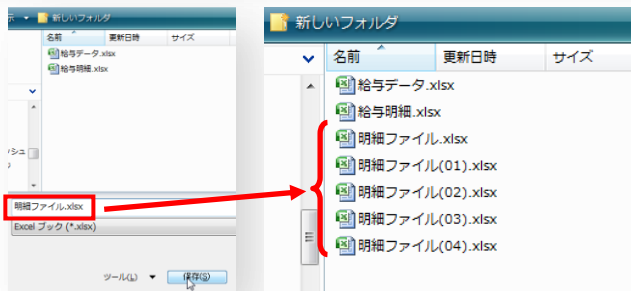 示 新しいフォルダ
名前 更新日時 サイズ
給与データ.xlsx
給与明細.xlsx
明細ファイル.xlsx
Excel ブック (*.xlsx)
ツール(L) 保存(S)
新しいフォルダ
名前 更新日時 サイズ
給与データ.xlsx
給与明細.xlsx
明細ファイル.xlsx
明細ファイル(01).xlsx
明細ファイル(02).xlsx
明細ファイル(03).xlsx
明細ファイル(04).xlsx